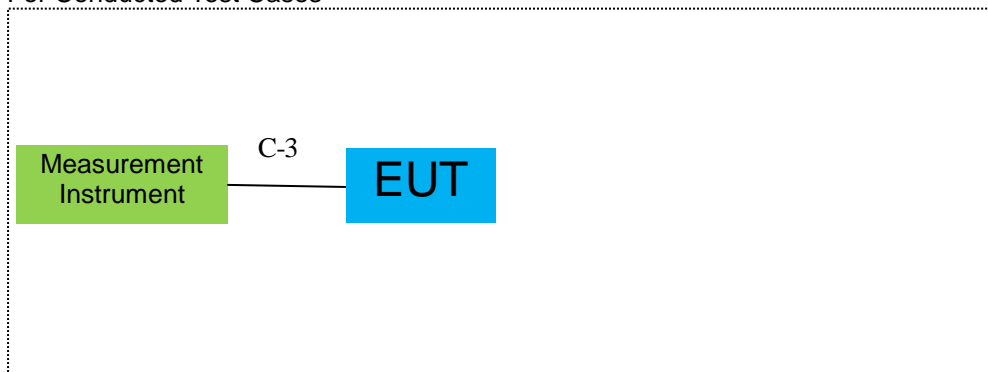 For Conducted Test Cases
C-3
Measurement
Instrument
EUT